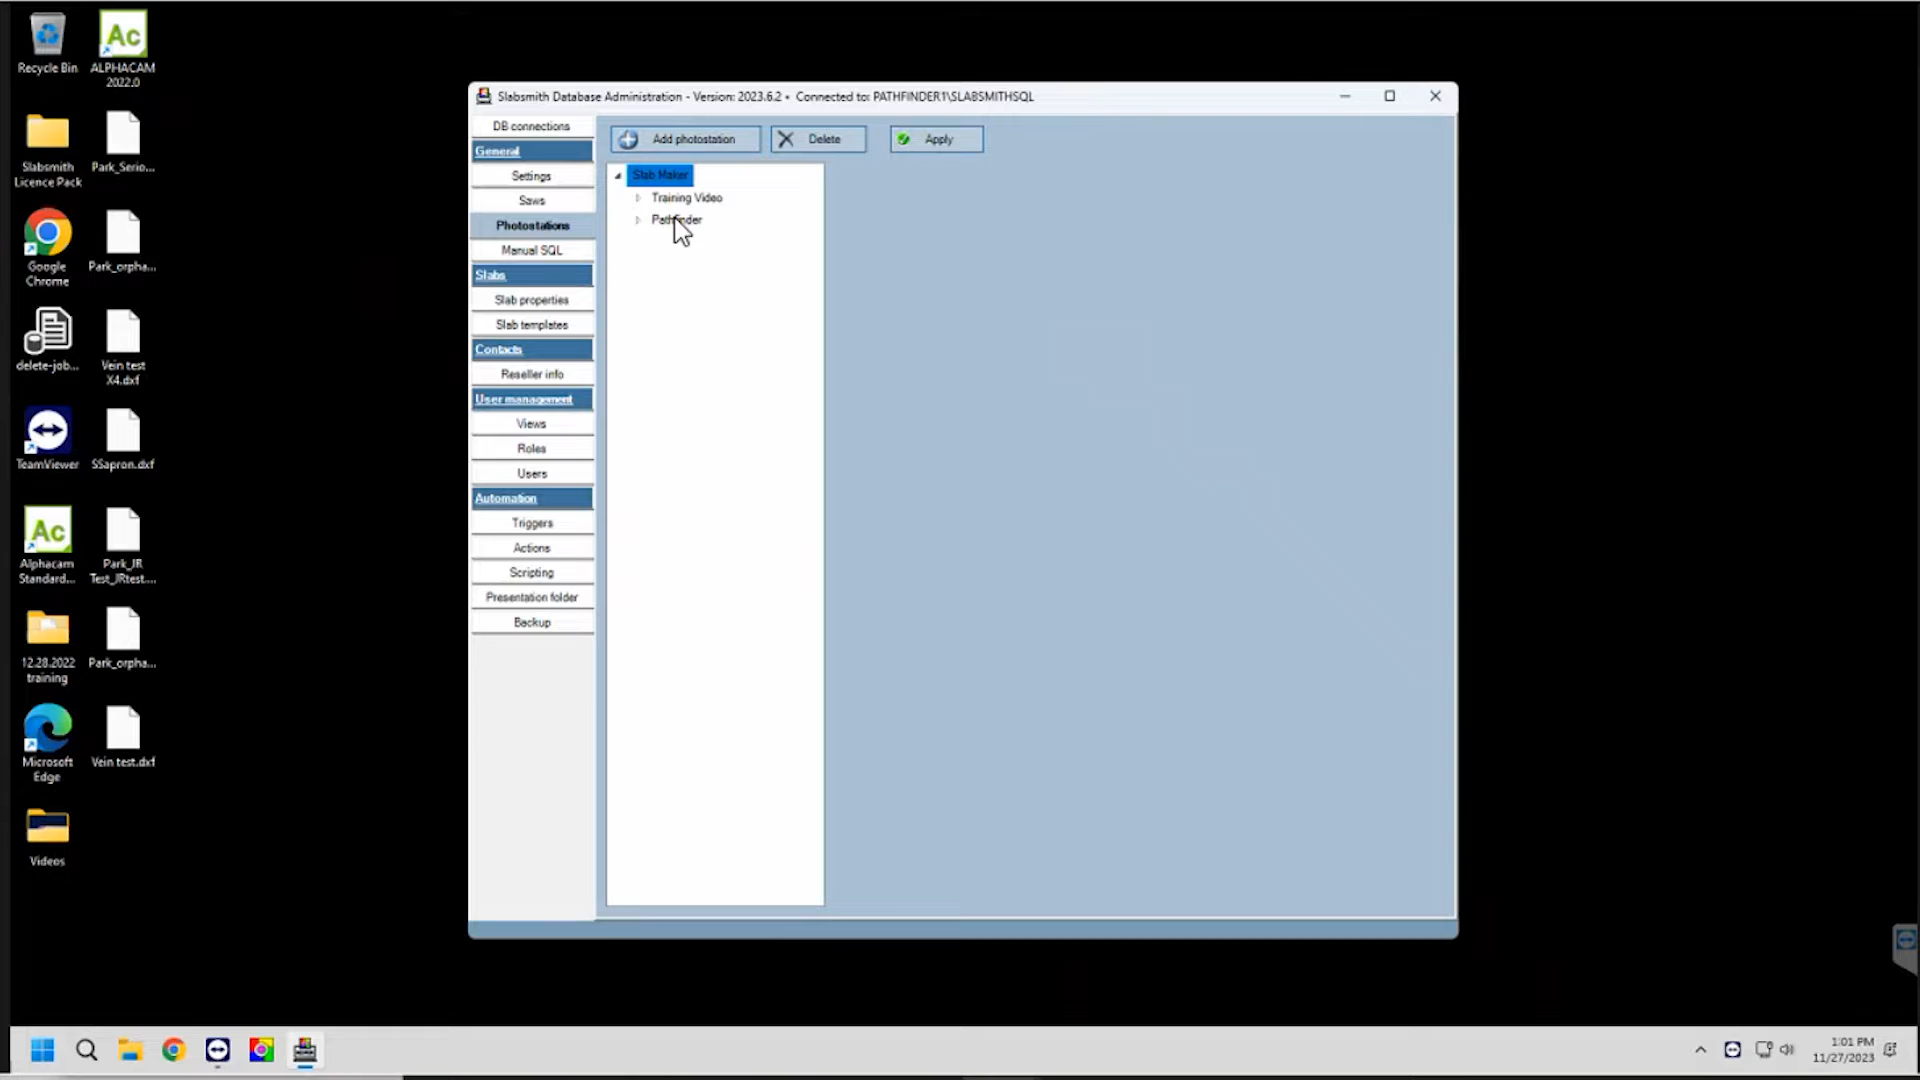 Recycle Bin
ALPHACAM
2022.0
Slabsmith
Licence Pack
Park_Serio...
Google
Chrome
Park_orpha...
delete-job...
Vein test
X4.dxf
TeamViewer
SSapron.dxf
Alphacam
Standard...
Park_JR
Test_JRtest....
12.28.2022
training
Park_orpha...
Microsoft
Edge
Vein test.dxf
Videos
Slabsmith Database Administration - Version: 2023.6.2 • Connected to: PATHFINDER1\SLABSMITHSQL
DB connections
General
Settings
Saws
Photostations
Manual SQL
Slabs
Slab properties
Slab templates
Contacts
Reseller info
User management
Views
Roles
Users
Automation
Triggers
Actions
Scripting
Presentation folder
Backup
Add photostation
Delete
Apply
Slab Maker
Training Video
Pathfinder
1:01 PM
11/27/2023